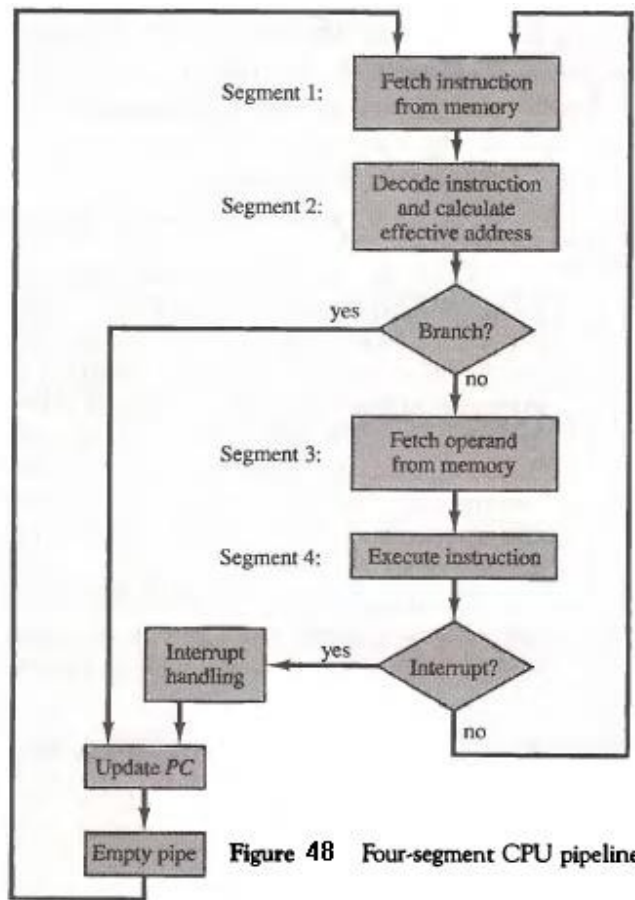 Segment 1:
Fetch instruction
from memory
Segment 2:
Decode instruction
and calculate
effective address
yes
Branch?
no
Segment 3:
Fetch operand
from memory
Segment 4:
Execute instruction
Interrupt
handling
yes
Interrupt?
no
Update PC
Empty pipe
Figure 48 Four-segment CPU pipeline